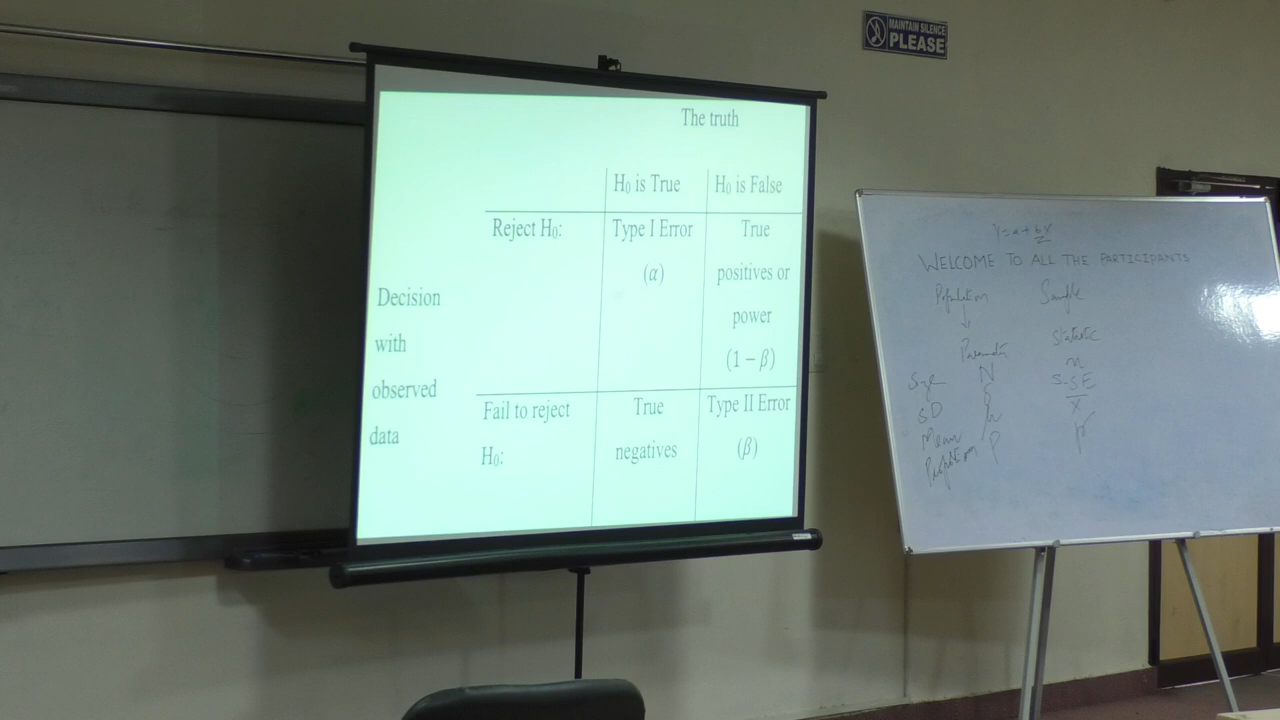 MAINTAIN SILENCE
PLEASE
The truth
H₀ is True H₀ is False
Reject H₀: Type I Error True
(α) positives or
power
(1 − β)
Decision
with
observed
data
Fail to reject True Type II Error
H₀: negatives (β)
Y = a + bx
WELCOME TO ALL THE PARTICIPANTS
Population Sample
Statistic
Size N n
SD S.SE
Mean x̄
P p